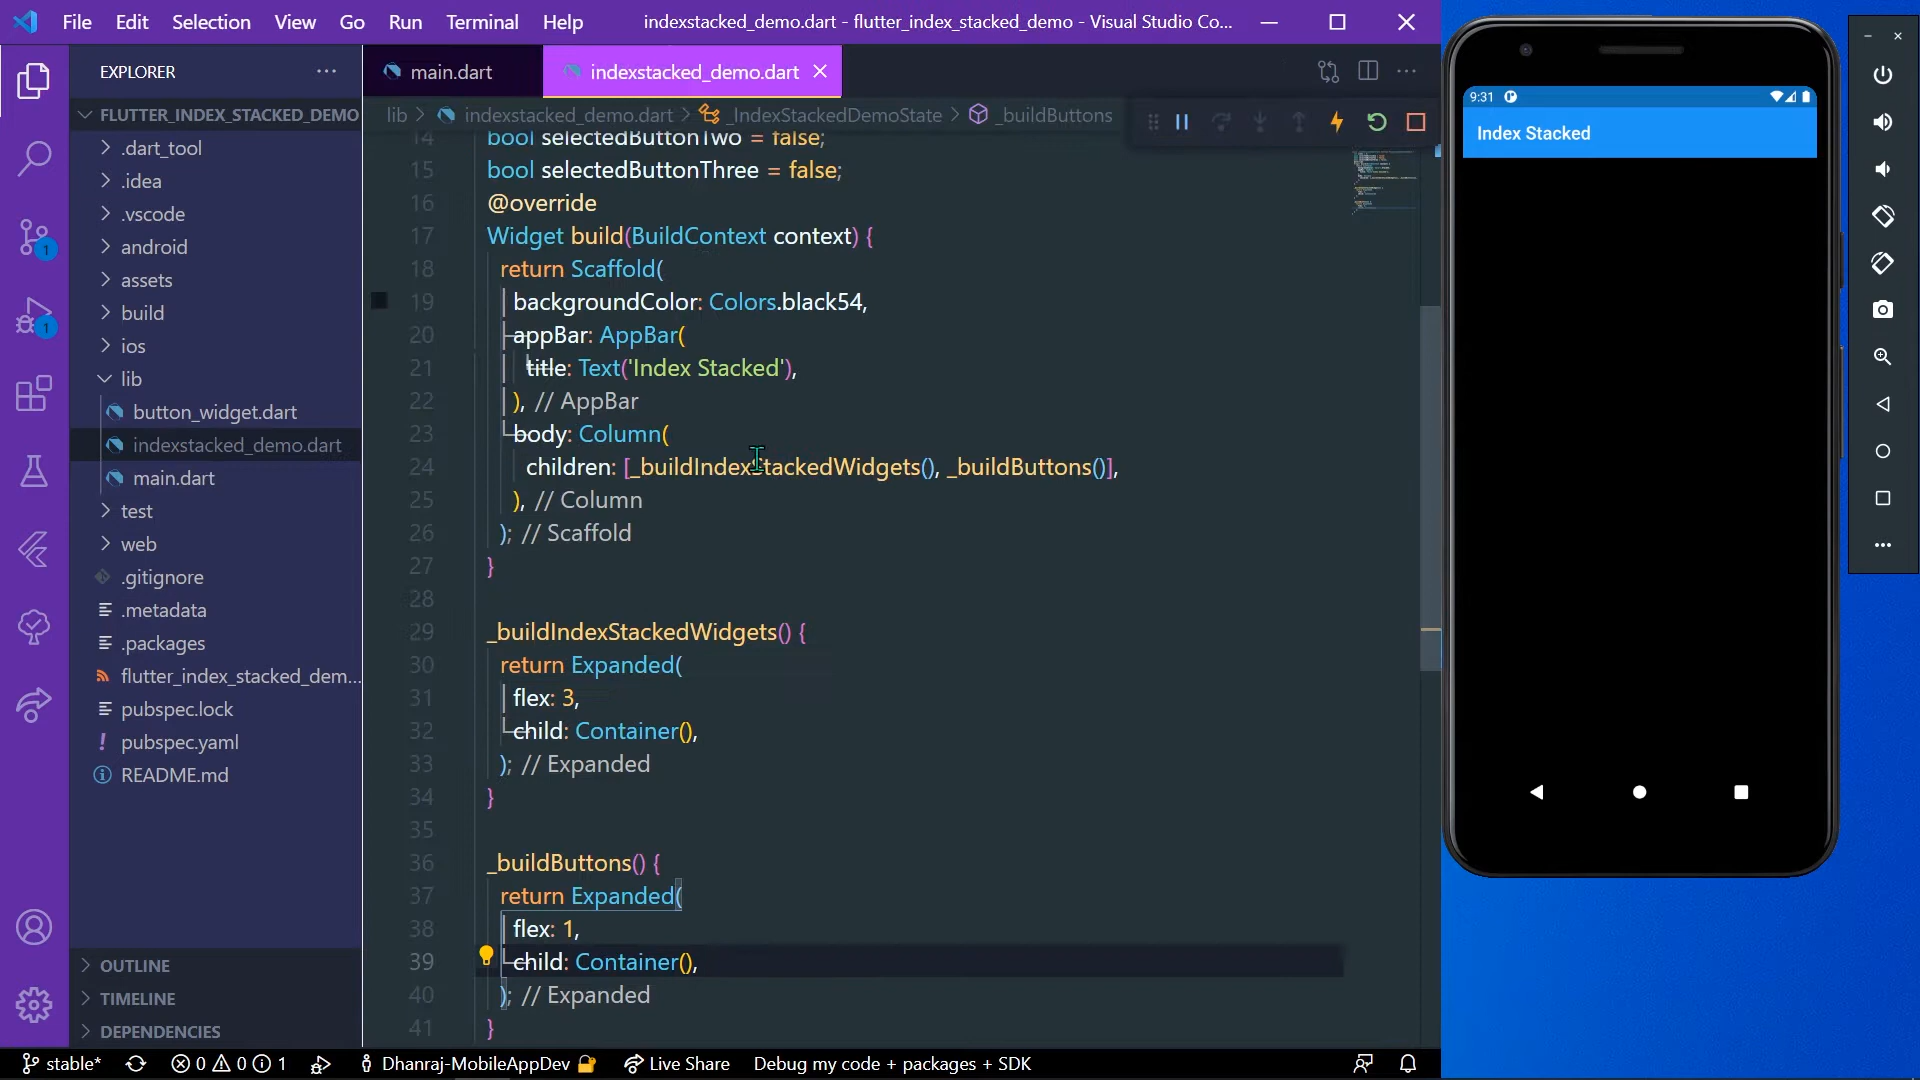 File Edit Selection View Go Run Terminal Help
indexstacked_demo.dart - flutter_index_stacked_demo - Visual Studio Co...
EXPLORER
FLUTTER_INDEX_STACKED_DEMO
.dart_tool
.idea
.vscode
android
assets
build
ios
lib
button_widget.dart
indexstacked_demo.dart
main.dart
test
web
.gitignore
.metadata
.packages
flutter_index_stacked_dem...
pubspec.lock
pubspec.yaml
README.md
OUTLINE
TIMELINE
DEPENDENCIES
1
1
main.dart
indexstacked_demo.dart
lib > indexstacked_demo.dart > _IndexStackedDemoState > _buildButtons
14 bool selectedButtonTwo = false;
15 bool selectedButtonThree = false;
16 @override
17 Widget build(BuildContext context) {
18 return Scaffold(
19 backgroundColor: Colors.black54,
20 appBar: AppBar(
21 title: Text('Index Stacked'),
22 ), // AppBar
23 body: Column(
24 children: [_buildIndexStackedWidgets(), _buildButtons()],
25 ), // Column
26 ); // Scaffold
27 }
28
29 _buildIndexStackedWidgets() {
30 return Expanded(
31 flex: 3,
32 child: Container(),
33 ); // Expanded
34 }
35
36 _buildButtons() {
37 return Expanded(
38 flex: 1,
39 child: Container(),
40 ); // Expanded
41 }
9:31
Index Stacked
stable* 0 0 1 Dhanraj-MobileAppDev Live Share Debug my code + packages + SDK